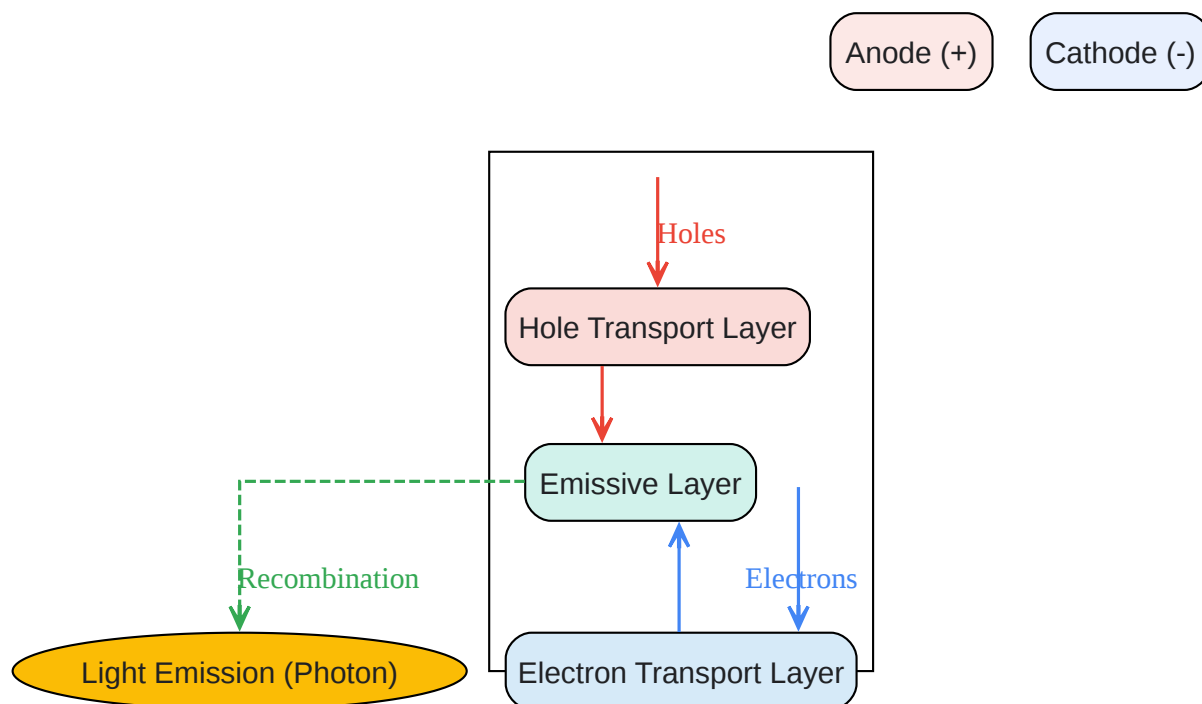 Anode (+)
Cathode (-)
Holes
Hole Transport Layer
Emissive Layer
Recombination
Electrons
Light Emission (Photon)
Electron Transport Layer